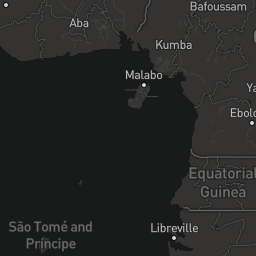 Bafoussam
Aba
Kumba
Malabo
Ya
Ebolo
Equatorial
Guinea
São Tomé and
Príncipe
Libreville